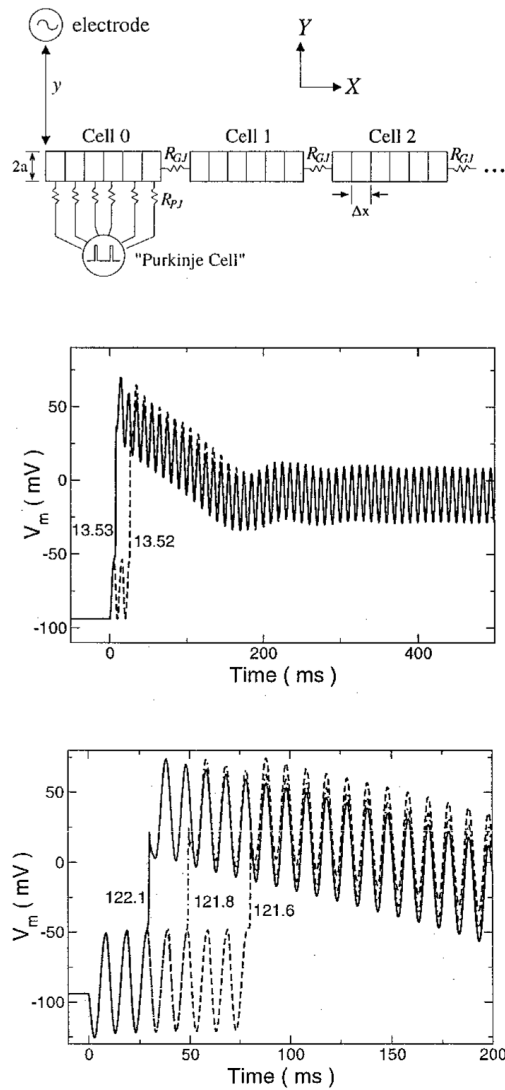 electrode
Y
X
y
Cell 0
Cell 1
Cell 2
2a
R_GJ
R_GJ
R_GJ
...
R_PJ
Δx
"Purkinje Cell"
50
0
-50
-100
V_m ( mV )
13.53
13.52
0
200
400
Time ( ms )
50
0
-50
-100
V_m ( mV )
122.1
121.8
121.6
0
50
100
150
200
Time ( ms )